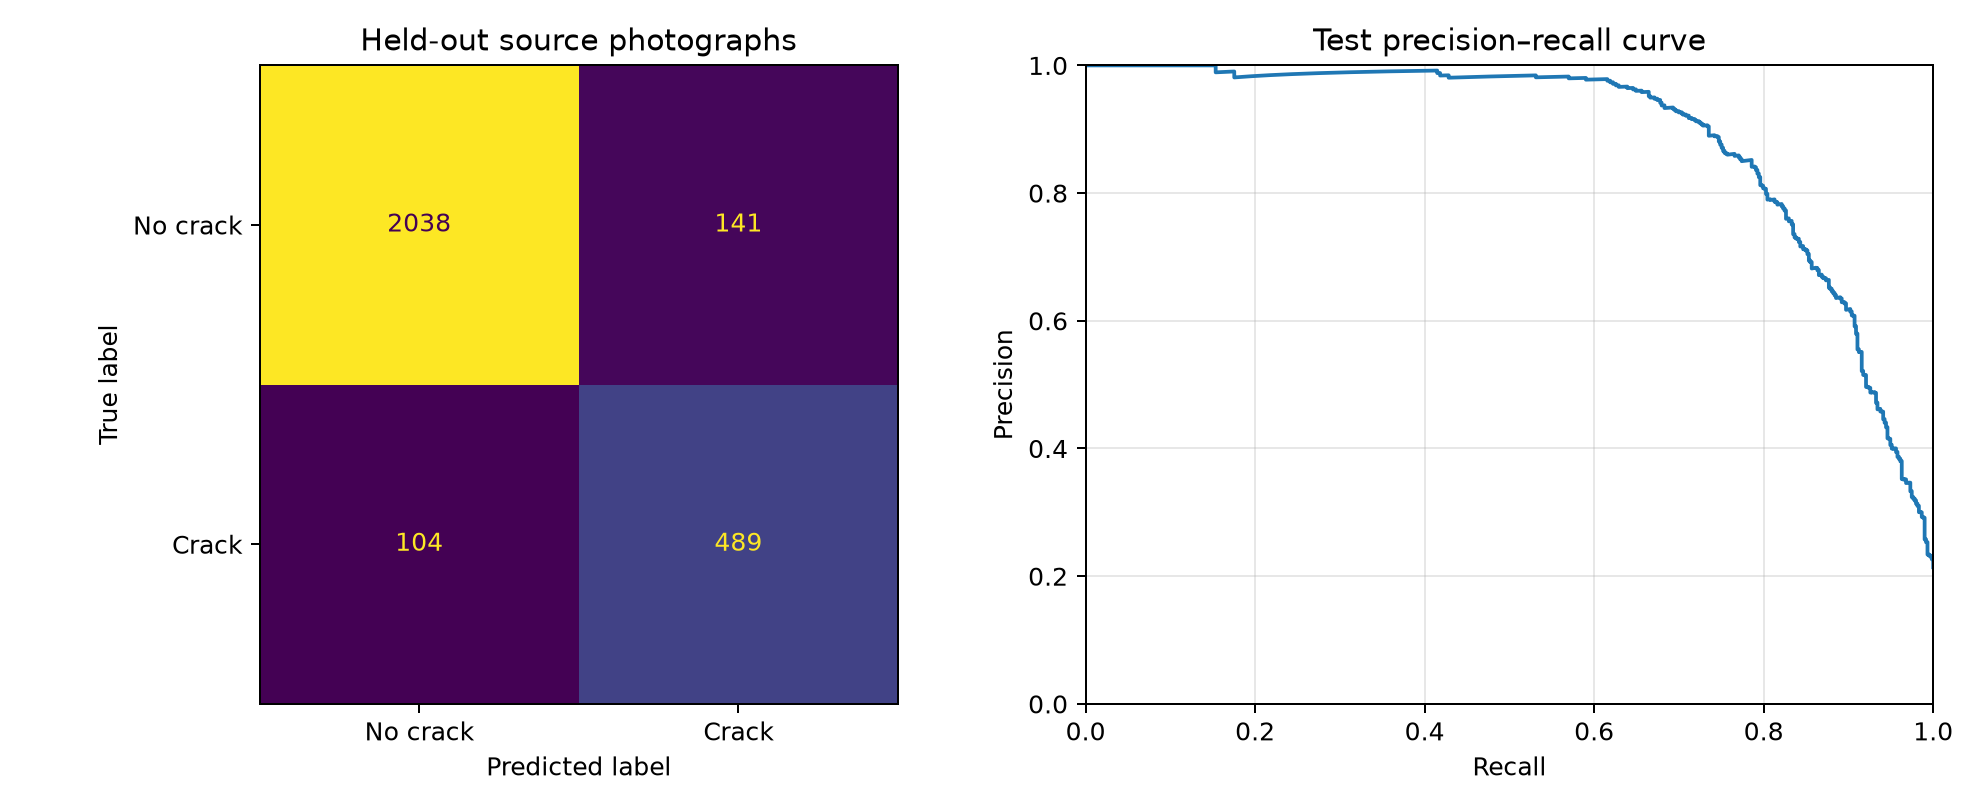 Held-out source photographs
True label
No crack
2038
141
Crack
104
489
No crack
Crack
Predicted label
Test precision–recall curve
Precision
1.0
0.8
0.6
0.4
0.2
0.0
0.0
0.2
0.4
0.6
0.8
1.0
Recall